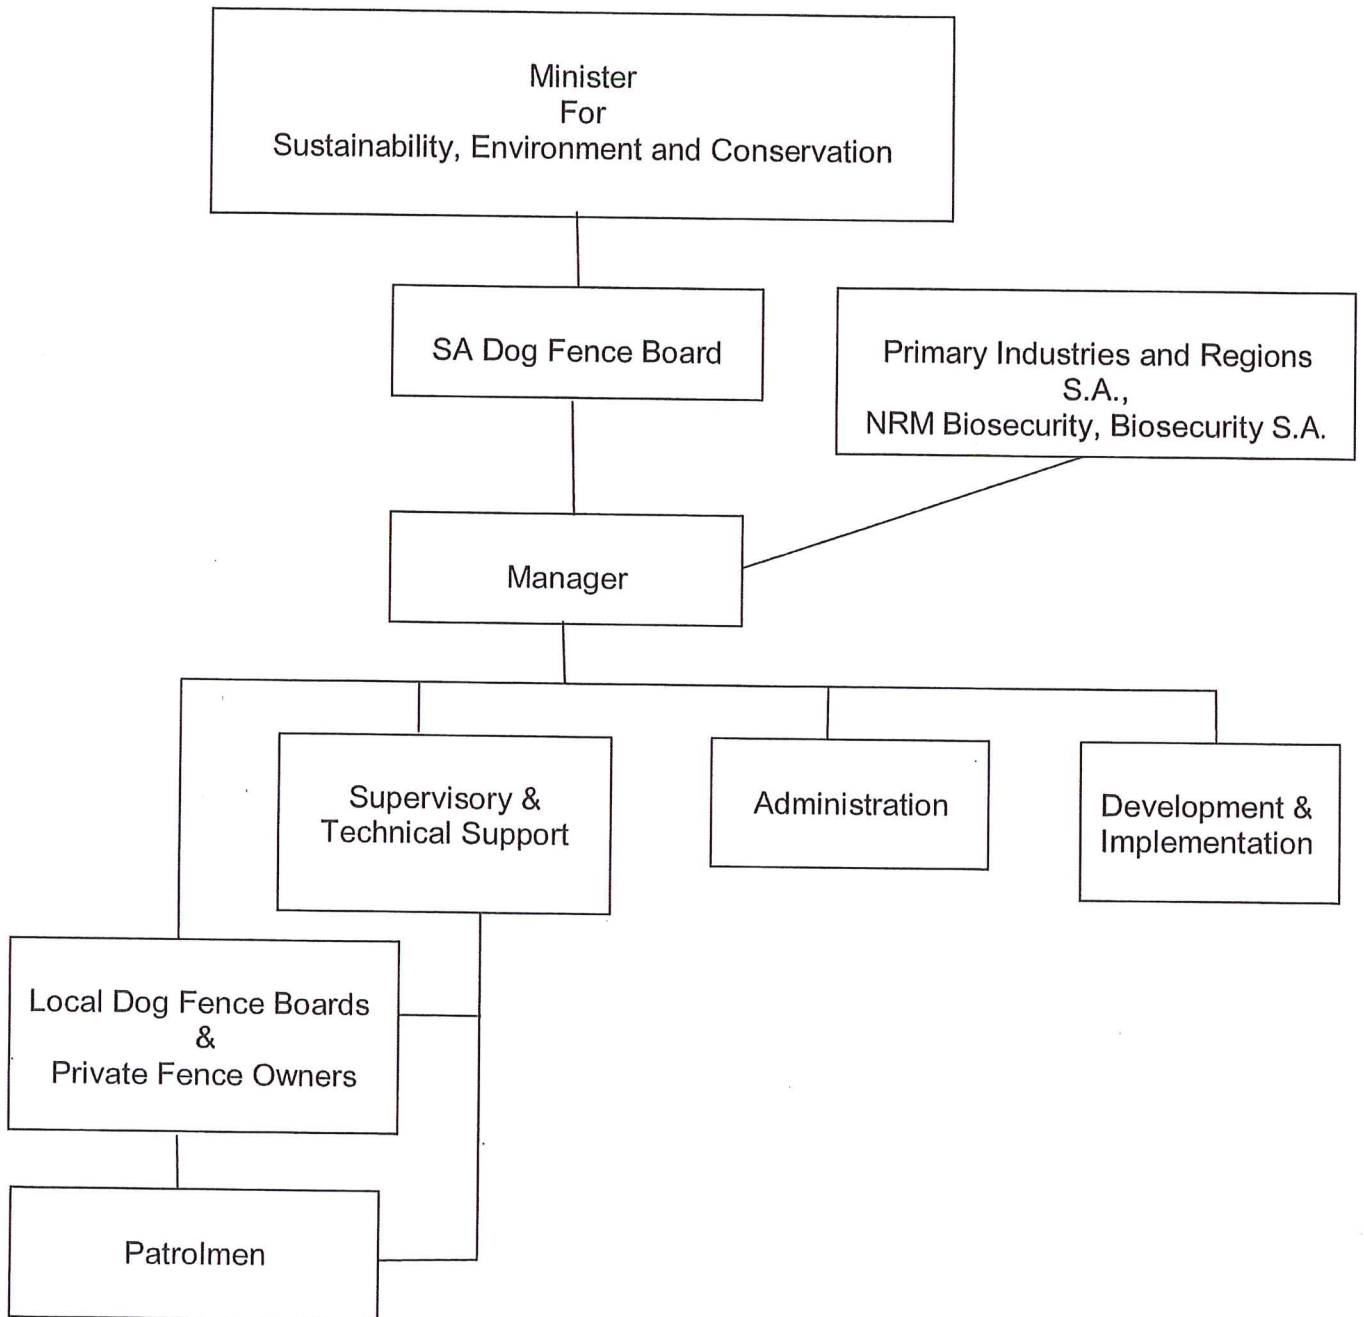 Minister
For
Sustainability, Environment and Conservation
SA Dog Fence Board
Primary Industries and Regions
S.A.,
NRM Biosecurity, Biosecurity S.A.
Manager
Supervisory &
Technical Support
Administration
Development &
Implementation
Local Dog Fence Boards
&
Private Fence Owners
Patrolmen